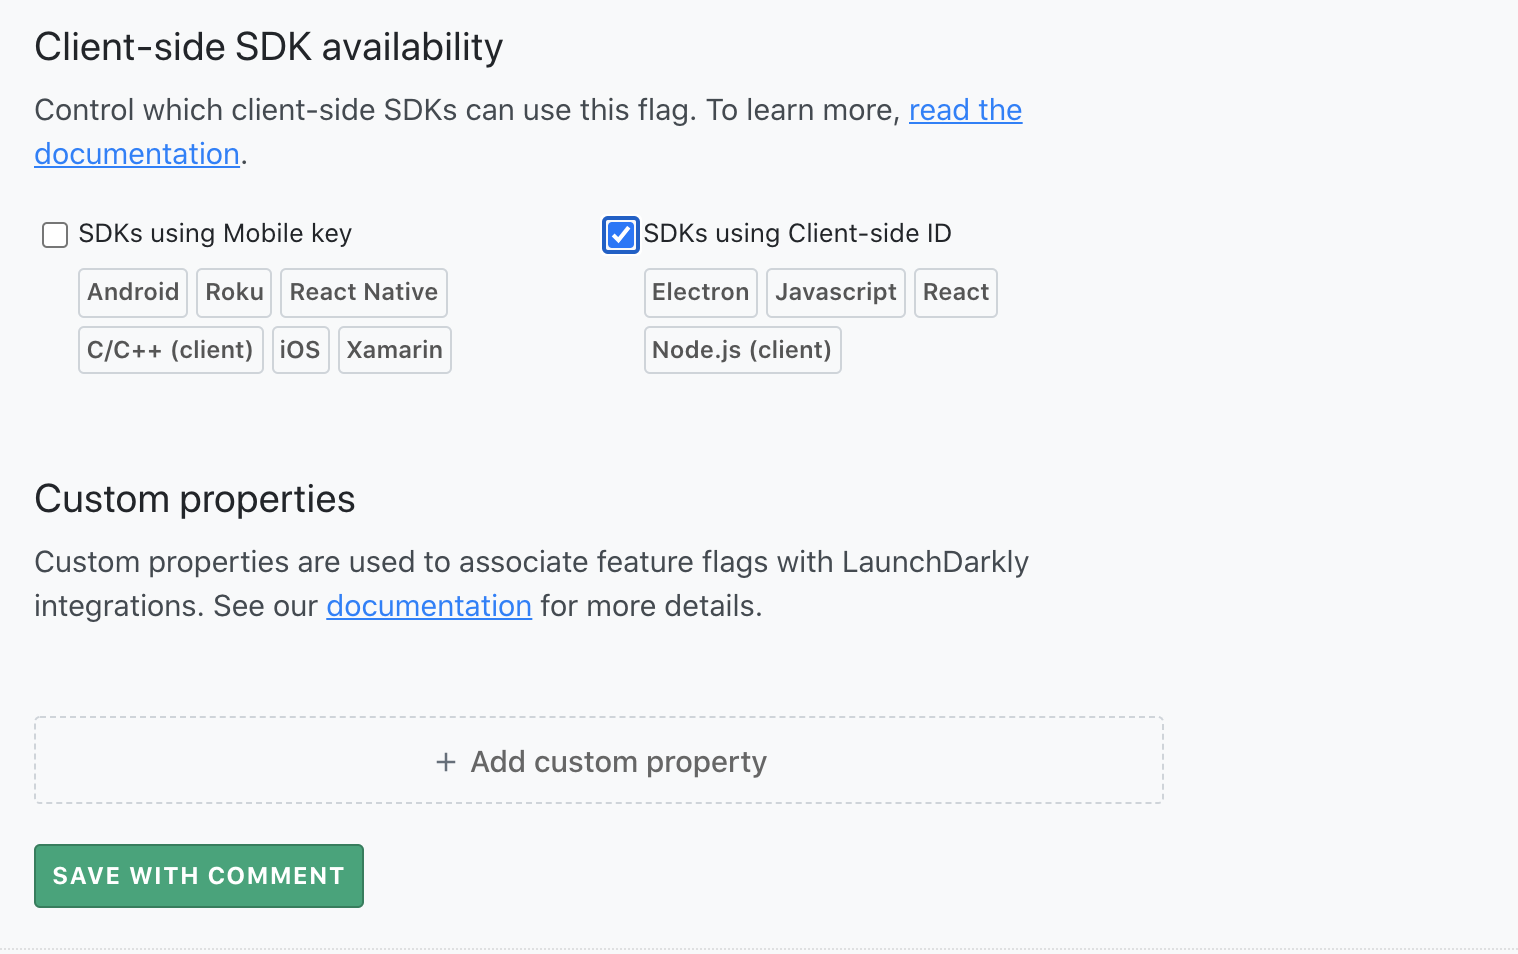 Client-side SDK availability
Control which client-side SDKs can use this flag. To learn more, read the
documentation.
SDKs using Mobile key
Android Roku React Native
C/C++ (client) iOS Xamarin
SDKs using Client-side ID
Electron Javascript React
Node.js (client)
Custom properties
Custom properties are used to associate feature flags with LaunchDarkly
integrations. See our documentation for more details.
+ Add custom property
SAVE WITH COMMENT